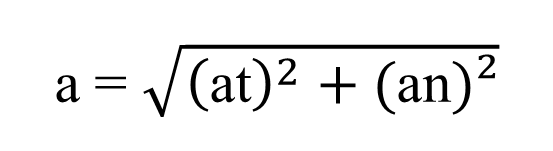 a = √(at)² + (an)²